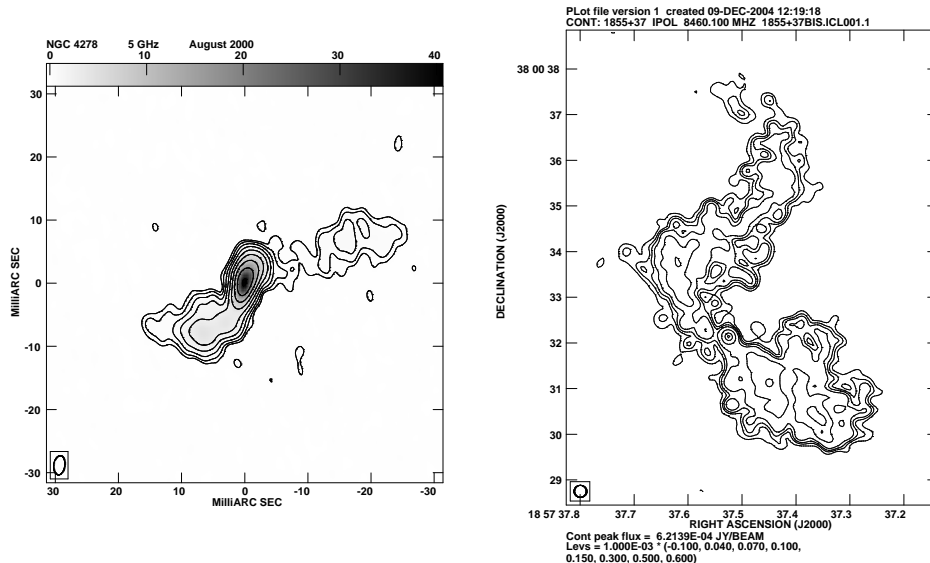 NGC 4278 5 GHz August 2000
0 10 20 30 40
30
20
10
0
-10
-20
-30
MilliARC SEC
30 20 10 0 -10 -20 -30
MilliARC SEC
PLot file version 1 created 09-DEC-2004 12:19:18
CONT: 1855+37 IPOL 8460.100 MHZ 1855+37BIS.ICL001.1
38 00 38
37
36
35
34
33
32
31
30
29
DECLINATION (J2000)
18 57 37.8 37.7 37.6 37.5 37.4 37.3 37.2
RIGHT ASCENSION (J2000)
Cont peak flux = 6.2139E-04 JY/BEAM
Levs = 1.000E-03 * (-0.100, 0.040, 0.070, 0.100,
0.150, 0.300, 0.500, 0.600)